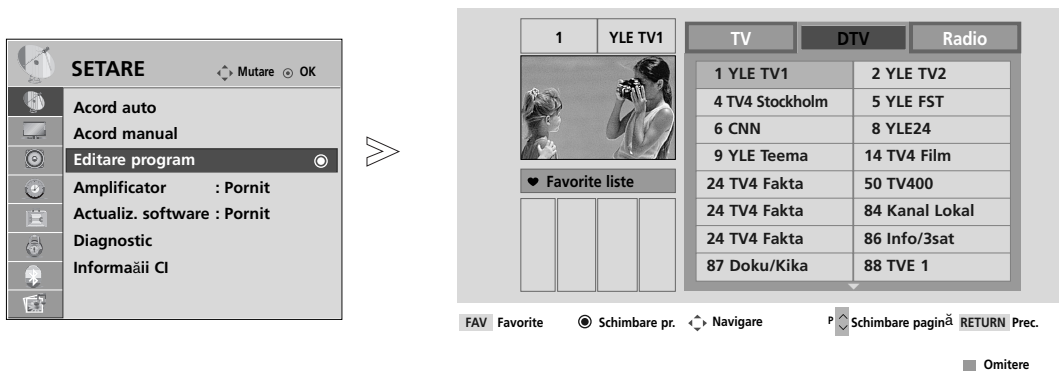 SETARE Mutare OK
Acord auto
Acord manual
Editare program
Amplificator : Pornit
Actualiz. software : Pornit
Diagnostic
Informaăii CI
1 YLE TV1
Favorite liste
TV DTV Radio
1 YLE TV1 2 YLE TV2
4 TV4 Stockholm 5 YLE FST
6 CNN 8 YLE24
9 YLE Teema 14 TV4 Film
24 TV4 Fakta 50 TV400
24 TV4 Fakta 84 Kanal Lokal
24 TV4 Fakta 86 Info/3sat
87 Doku/Kika 88 TVE 1
FAV Favorite Schimbare pr. Navigare P Schimbare pagină RETURN Prec.
Omitere